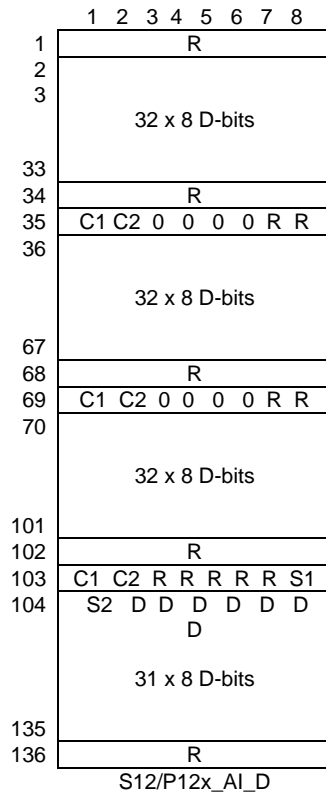 1 2 3 4 5 6 7 8
1 R
2
3
32 x 8 D-bits
33
34 R
35 C1 C2 0 0 0 0 R R
36
32 x 8 D-bits
67
68 R
69 C1 C2 0 0 0 0 R R
70
32 x 8 D-bits
101
102 R
103 C1 C2 R R R R R S1
104 S2 D D D D D D
D
31 x 8 D-bits
135
136 R
S12/P12x_AI_D